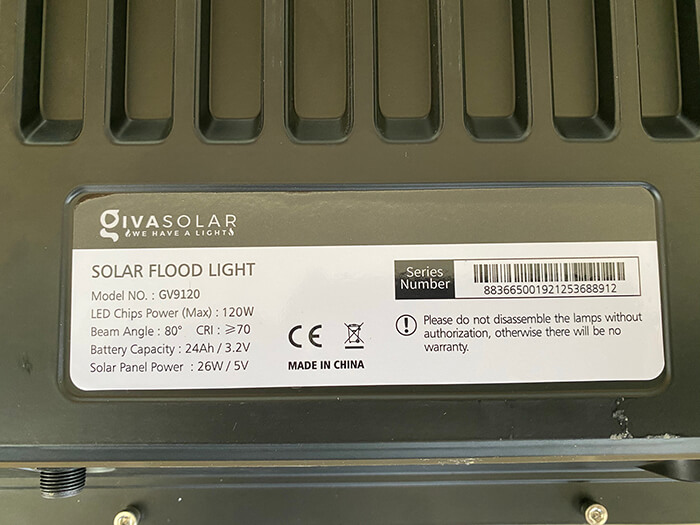 GIVASOLAR
WE HAVE A LIGHT
SOLAR FLOOD LIGHT
Model NO. : GV9120
LED Chips Power (Max) : 120W
Beam Angle : 80° CRI : ≥70
Battery Capacity : 24Ah / 3.2V
Solar Panel Power : 26W / 5V
CE
MADE IN CHINA
Series
Number
883665001921253688912
Please do not disassemble the lamps without
authorization, otherwise there will be no
warranty.